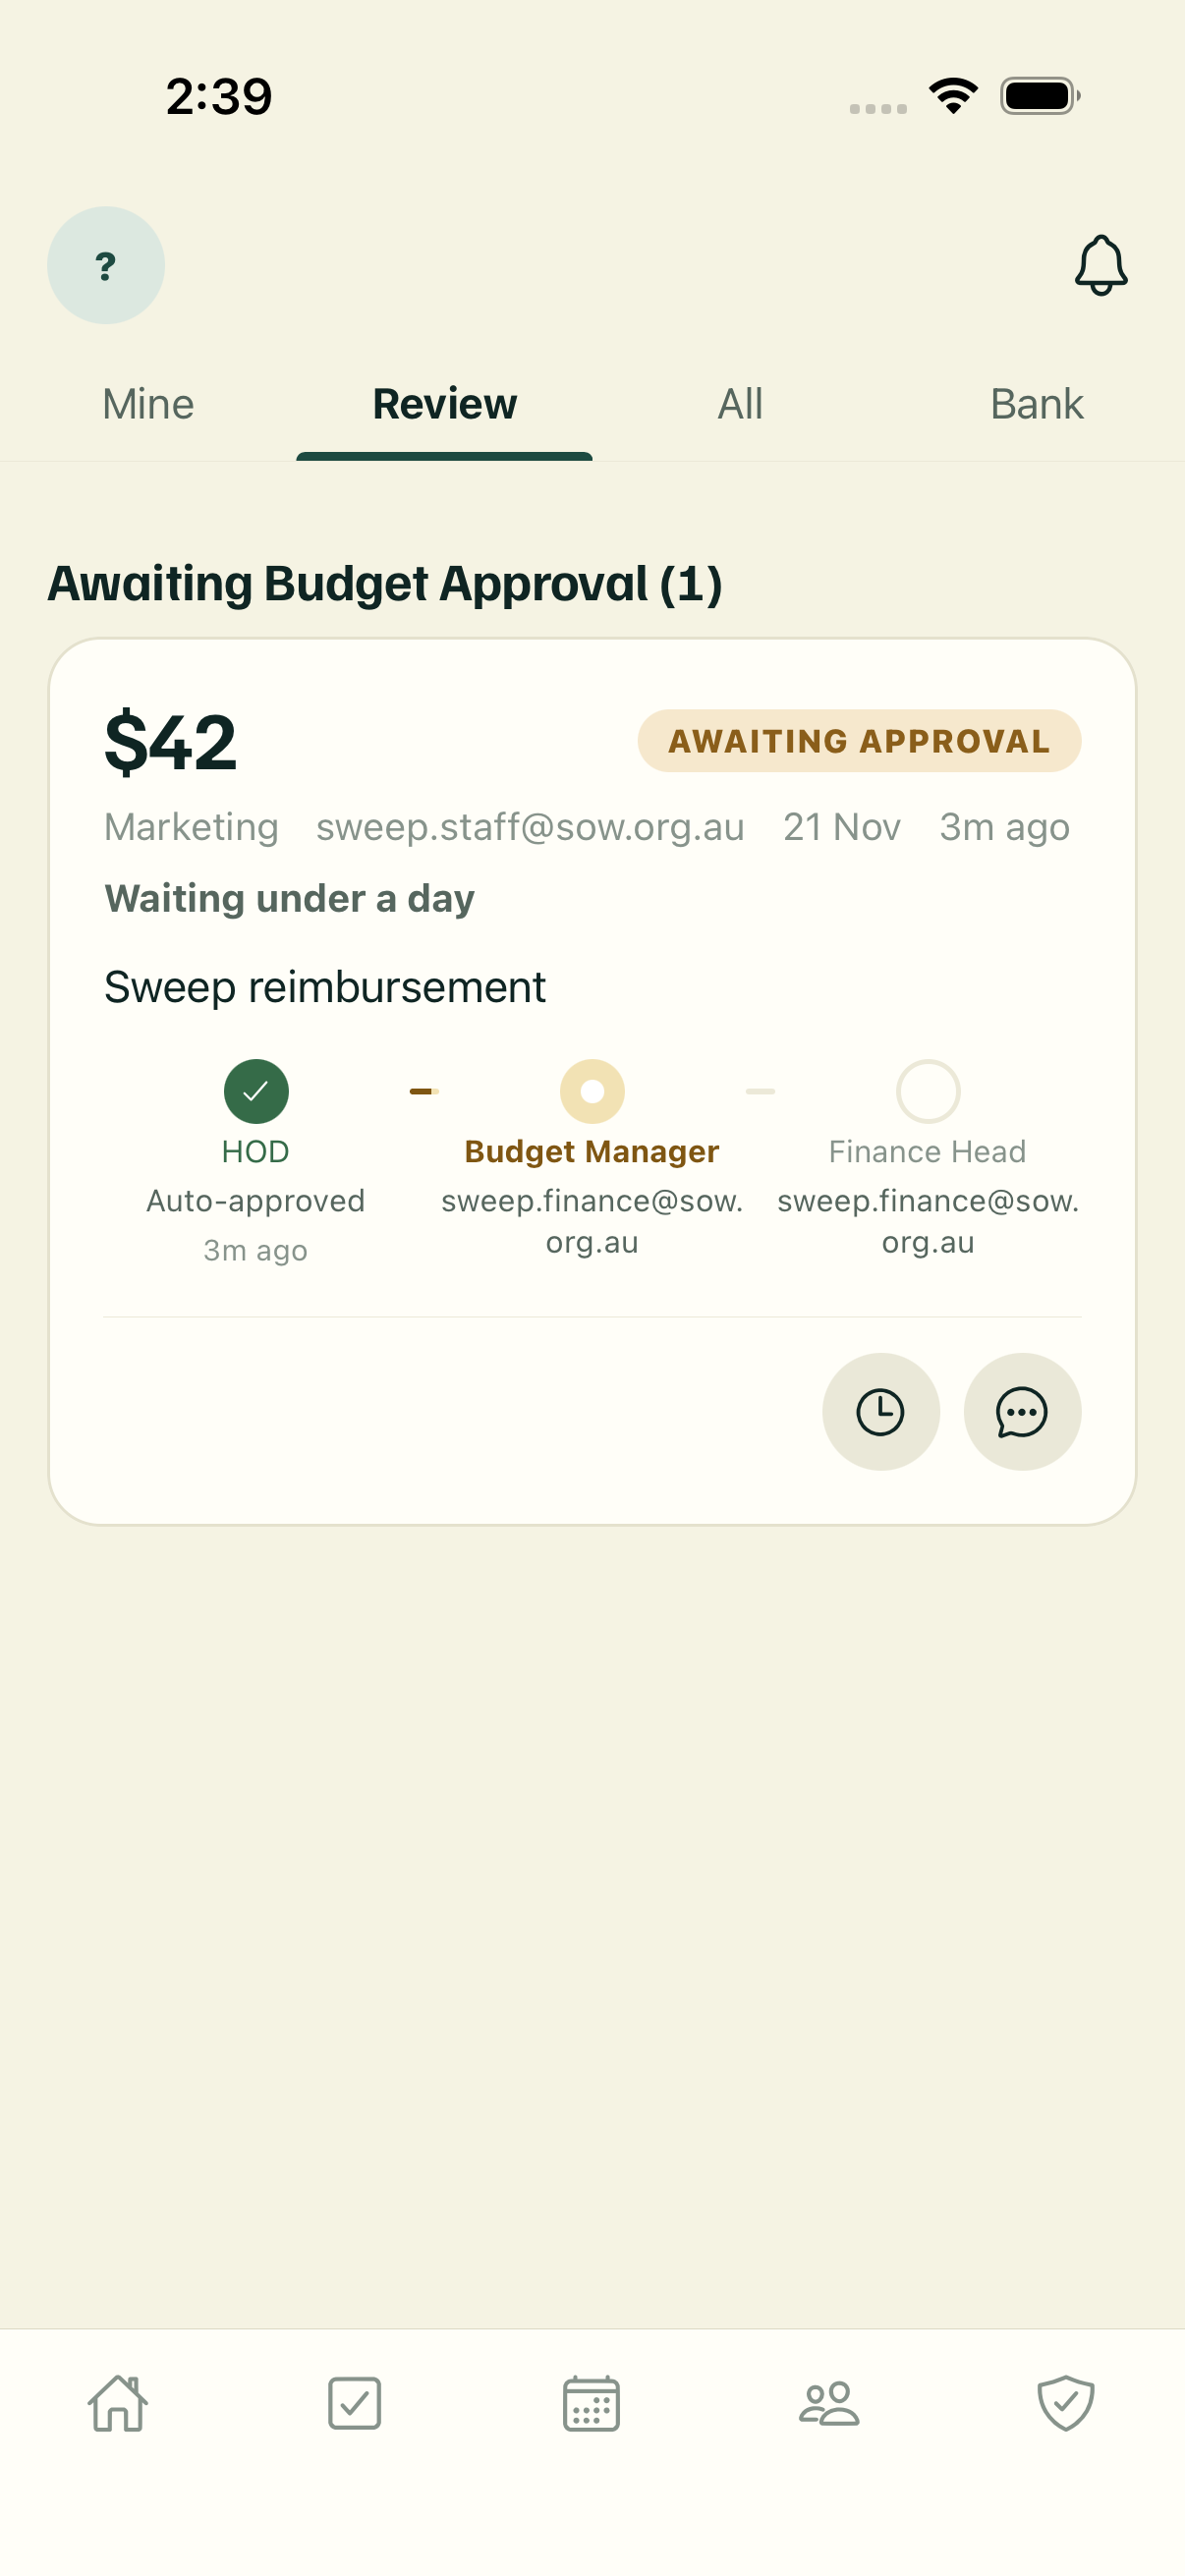 2:39
?
Mine Review All Bank
Awaiting Budget Approval (1)
$42 AWAITING APPROVAL
Marketing sweep.staff@sow.org.au 21 Nov 3m ago
Waiting under a day
Sweep reimbursement
HOD Budget Manager Finance Head
Auto-approved sweep.finance@sow. sweep.finance@sow.
3m ago org.au org.au